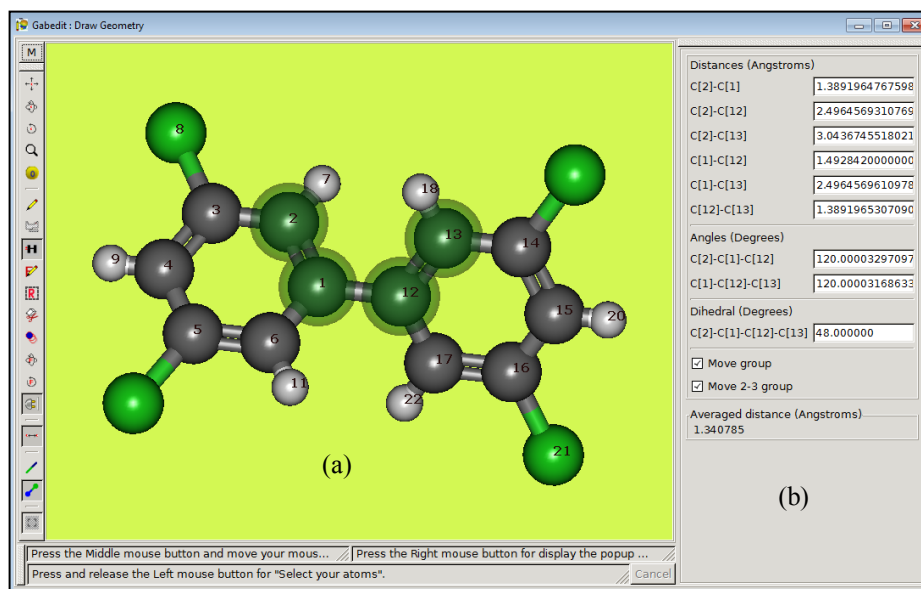 Gabedit : Draw Geometry
M
8
7
18
3
2
13
14
9
4
1
12
15
20
5
6
17
16
11
22
21
(a)
Press the Middle mouse button and move your mous...
Press the Right mouse button for display the popup ...
Press and release the Left mouse button for "Select your atoms".
Cancel
Distances (Angstroms)
C[2]-C[1] 1.3891964767598
C[2]-C[12] 2.4964569310769
C[2]-C[13] 3.0436745518021
C[1]-C[12] 1.4928420000000
C[1]-C[13] 2.4964569610978
C[12]-C[13] 1.3891965307090
Angles (Degrees)
C[2]-C[1]-C[12] 120.00003297097
C[1]-C[12]-C[13] 120.00003168633
Dihedral (Degrees)
C[2]-C[1]-C[12]-C[13] 48.000000
Move group
Move 2-3 group
Averaged distance (Angstroms)
1.340785
(b)